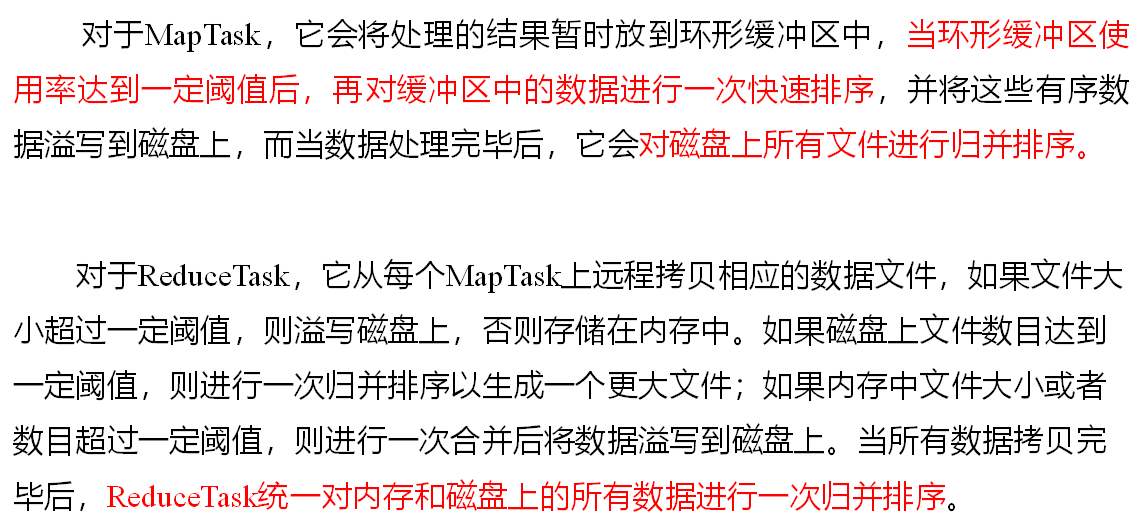 对于MapTask，它会将处理的结果暂时放到环形缓冲区中，当环形缓冲区使
用率达到一定阈值后，再对缓冲区中的数据进行一次快速排序，并将这些有序数
据溢写到磁盘上，而当数据处理完毕后，它会对磁盘上所有文件进行归并排序。
对于ReduceTask，它从每个MapTask上远程拷贝相应的数据文件，如果文件大
小超过一定阈值，则溢写磁盘上，否则存储在内存中。如果磁盘上文件数目达到
一定阈值，则进行一次归并排序以生成一个更大文件；如果内存中文件大小或者
数目超过一定阈值，则进行一次合并后将数据溢写到磁盘上。当所有数据拷贝完
毕后，ReduceTask统一对内存和磁盘上的所有数据进行一次归并排序。